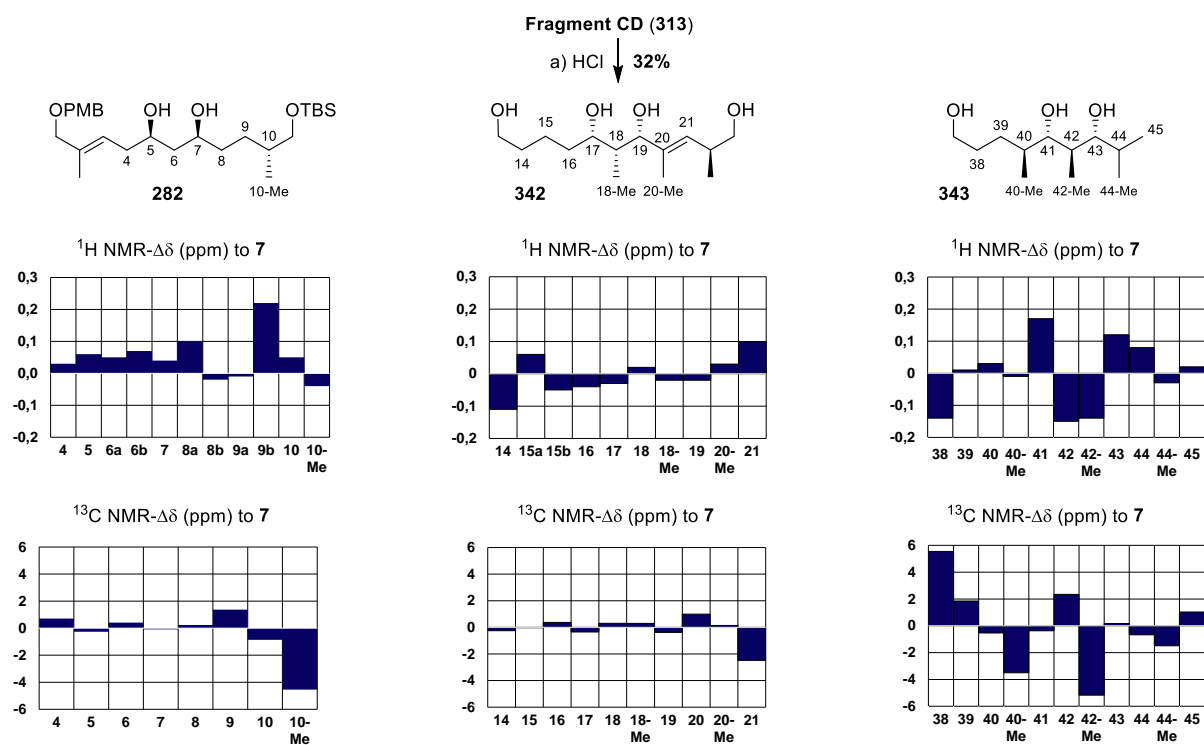 Fragment CD (313)
a) HCl 32%
OPMB OH OH 9 OTBS
10
4 5 6 7 8
282 10-Me
OH 15 OH OH 21 OH
18 20
14 16 17 19
342 18-Me 20-Me
OH 39 OH OH
40 42 44 45
38 41 43
343 40-Me 42-Me 44-Me
¹H NMR-Δδ (ppm) to 7
0,3
0,2
0,1
0,0
-0,1
-0,2
4 5 6a 6b 7 8a 8b 9a 9b 10 10-Me
¹H NMR-Δδ (ppm) to 7
0,3
0,2
0,1
0
-0,1
-0,2
14 15a 15b 16 17 18 18-Me 19 20-Me 21
¹H NMR-Δδ (ppm) to 7
0,3
0,2
0,1
0
-0,1
-0,2
38 39 40 40-Me 41 42 42-Me 43 44 44-Me 45
¹³C NMR-Δδ (ppm) to 7
6
4
2
0
-2
-4
-6
4 5 6 7 8 9 10 10-Me
¹³C NMR-Δδ (ppm) to 7
6
4
2
0
-2
-4
-6
14 15 16 17 18 18-Me 19 20 20-Me 21
¹³C NMR-Δδ (ppm) to 7
6
4
2
0
-2
-4
-6
38 39 40 40-Me 41 42 42-Me 43 44 44-Me 45